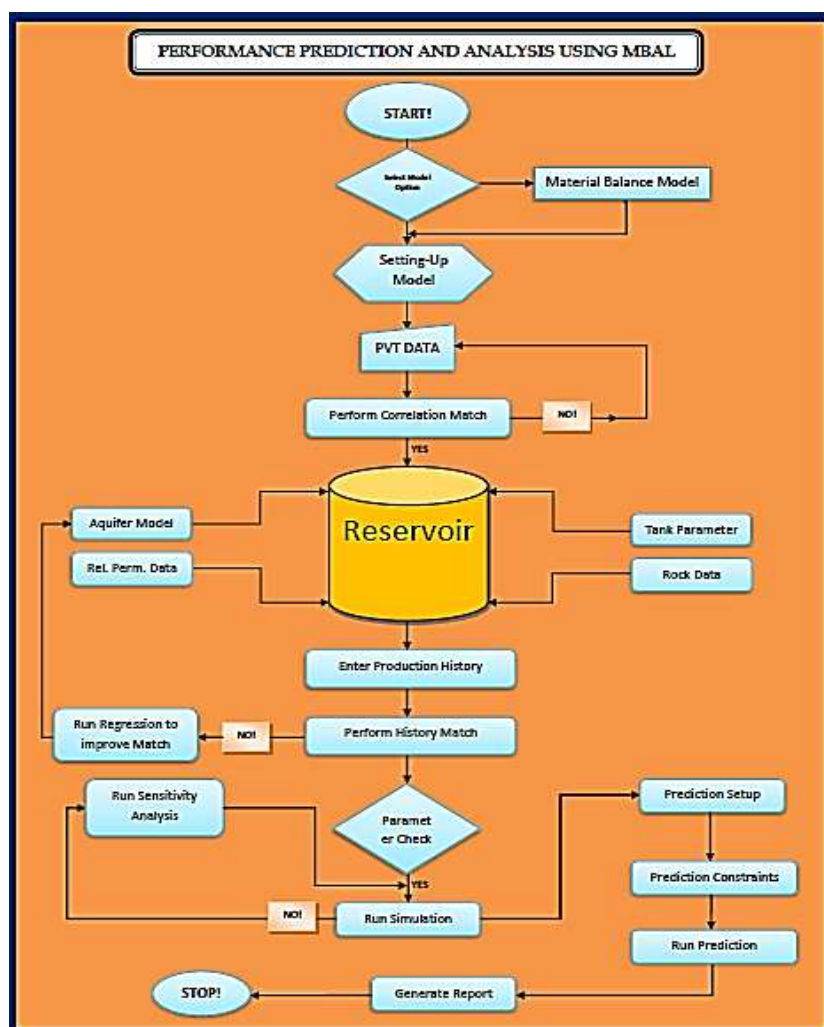 PERFORMANCE PREDICTION AND ANALYSIS USING MBAL
START!
Select Model
Option
Material Balance Model
Setting-Up
Model
PVT DATA
Perform Correlation Match
NO!
YES
Reservoir
Aquifer Model
Tank Parameter
Rel. Perm. Data
Rock Data
Enter Production History
Run Regression to
improve Match
NO!
Perform History Match
Run Sensitivity
Analysis
Paramet
er Check
Prediction Setup
YES
Prediction Constraints
NO!
Run Simulation
Run Prediction
STOP!
Generate Report